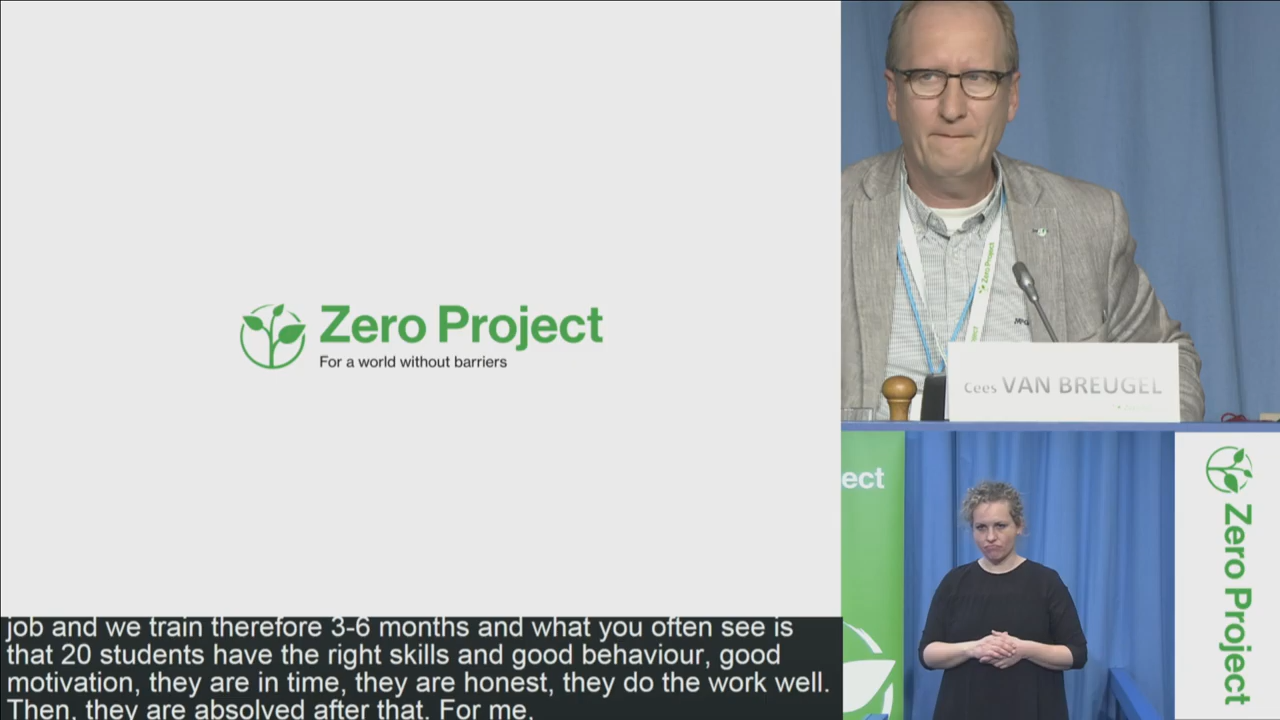 Zero Project
For a world without barriers
Zero Project
Cees VAN BREUGEL
ect
Zero Project
job and we train therefore 3-6 months and what you often see is
that 20 students have the right skills and good behaviour, good
motivation, they are in time, they are honest, they do the work well.
Then, they are absolved after that. For me,